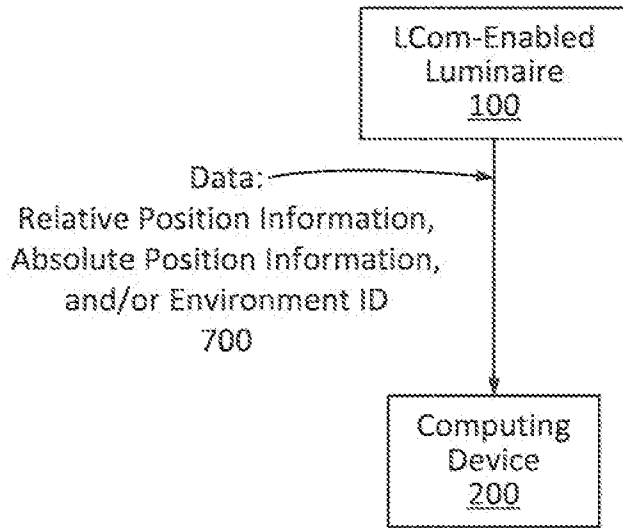 LCom-Enabled
Luminaire
100
Data:
Relative Position Information,
Absolute Position Information,
and/or Environment ID
700
Computing
Device
200